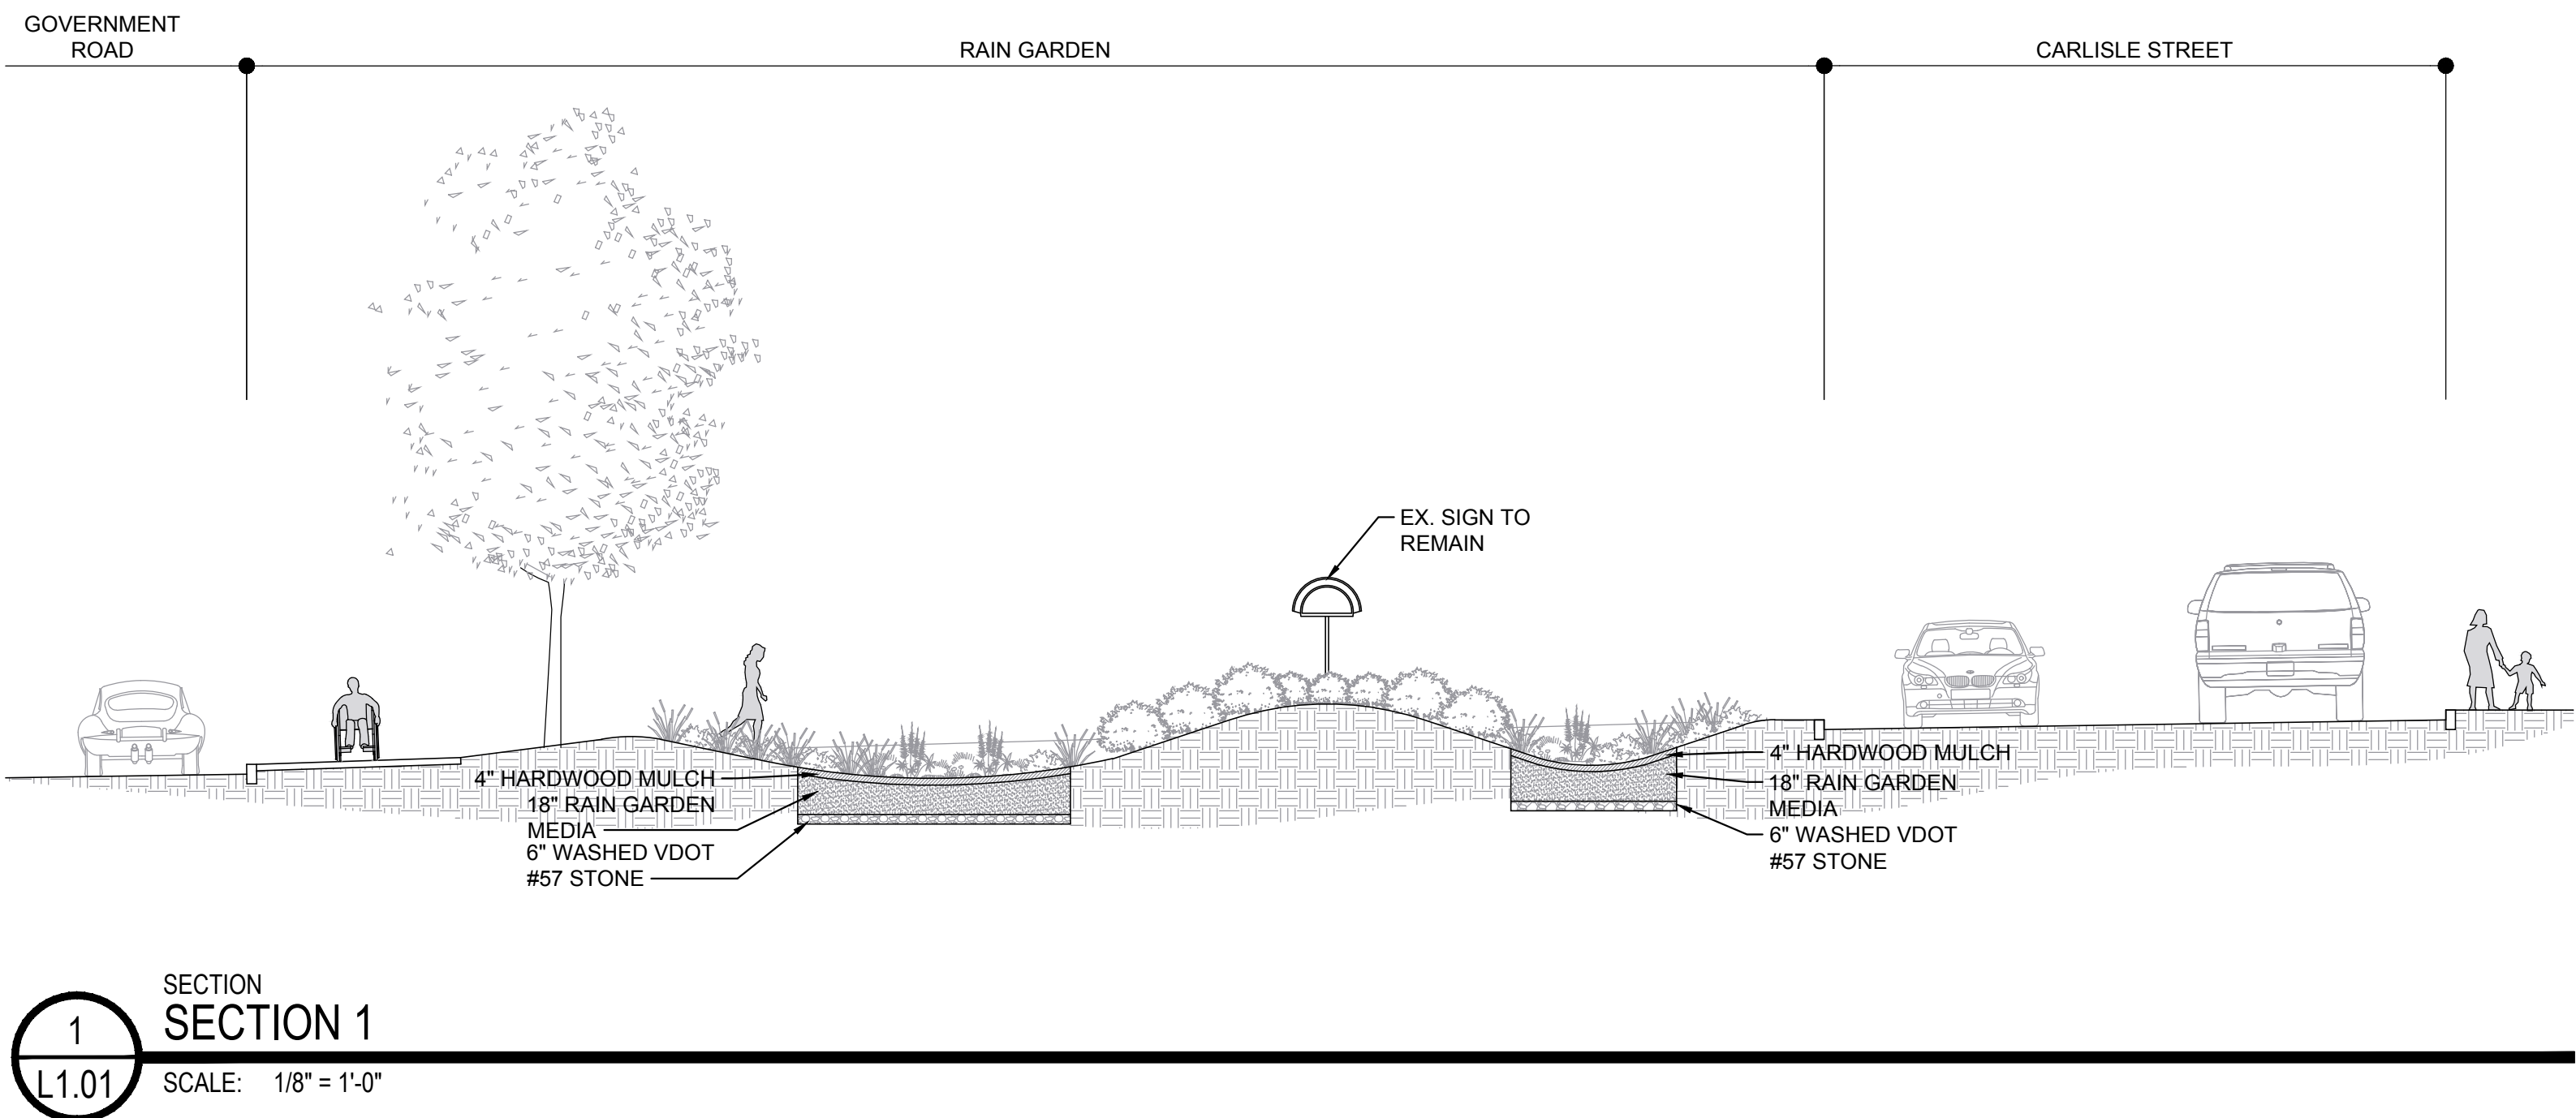 GOVERNMENT
ROAD
RAIN GARDEN
CARLISLE STREET
EX. SIGN TO
REMAIN
4" HARDWOOD MULCH
18" RAIN GARDEN
MEDIA
6" WASHED VDOT
#57 STONE
4" HARDWOOD MULCH
18" RAIN GARDEN
MEDIA
6" WASHED VDOT
#57 STONE
1
L1.01
SECTION
SECTION 1
SCALE: 1/8" = 1'-0"